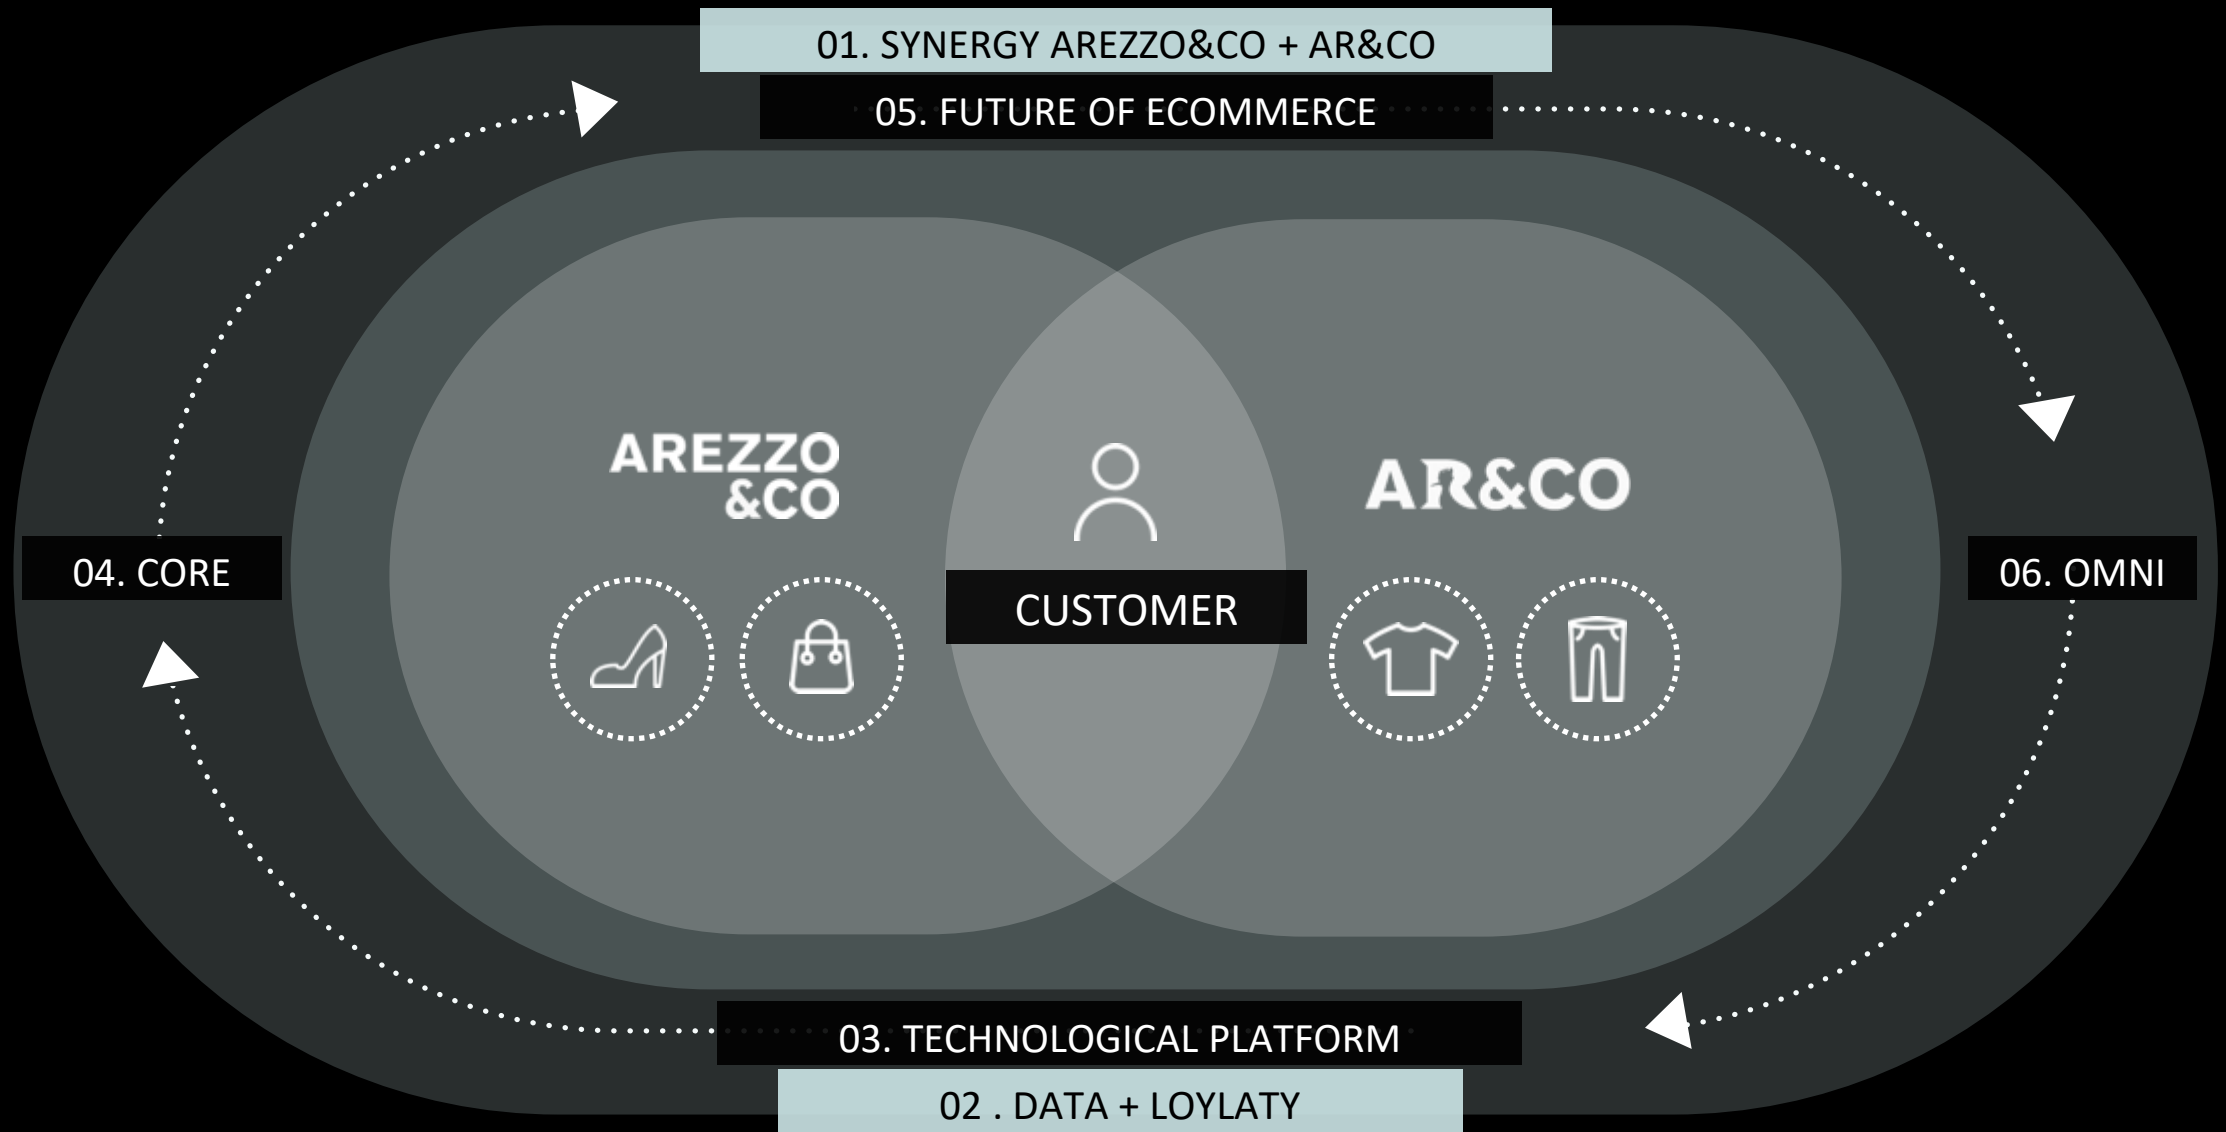 01. SYNERGY AREZZO&CO + AR&CO
05. FUTURE OF ECOMMERCE
AREZZO
&CO
AR&CO
04. CORE
CUSTOMER
06. OMNI
03. TECHNOLOGICAL PLATFORM
02 . DATA + LOYLATY